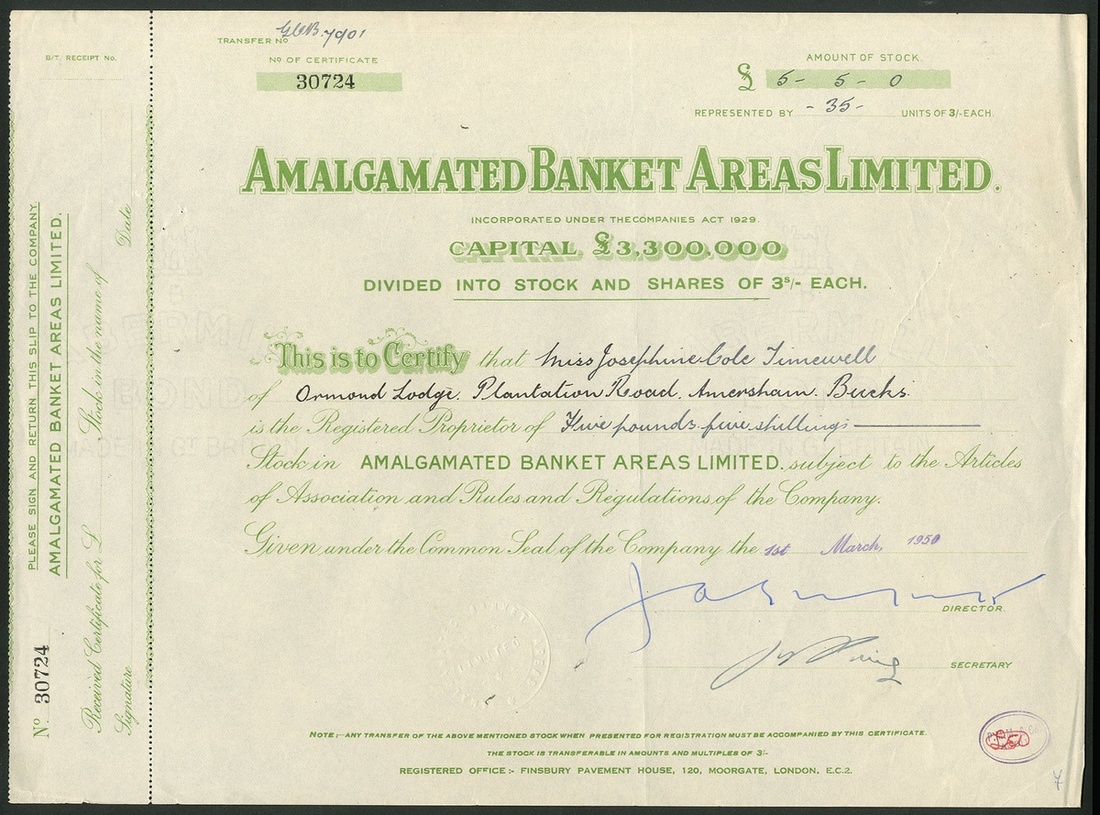 B/T. RECEIPT No.
PLEASE SIGN AND RETURN THIS SLIP TO THE COMPANY
AMALGAMATED BANKET AREAS LIMITED.
Stock in the name of
Date
Received Certificate for £
Signature
No 30724
TRANSFER No 7901
No OF CERTIFICATE
30724
AMOUNT OF STOCK.
£ 5 - 5 - 0
REPRESENTED BY - 35 - UNITS OF 3/- EACH.
AMALGAMATED BANKET AREAS LIMITED.
INCORPORATED UNDER THE COMPANIES ACT 1929.
CAPITAL £3,300,000
DIVIDED INTO STOCK AND SHARES OF 3s/- EACH.
This is to Certify that Miss Josephine Cole Timewell
of Ormond Lodge. Plantation Road. Amersham. Bucks.
is the Registered Proprietor of Five pounds five shillings
Stock in AMALGAMATED BANKET AREAS LIMITED. subject to the Articles
of Association and Rules and Regulations of the Company.
Given under the Common Seal of the Company the 1st March, 1950
DIRECTOR.
SECRETARY
NOTE:- ANY TRANSFER OF THE ABOVE MENTIONED STOCK WHEN PRESENTED FOR REGISTRATION MUST BE ACCOMPANIED BY THIS CERTIFICATE.
THE STOCK IS TRANSFERABLE IN AMOUNTS AND MULTIPLES OF 3/-
REGISTERED OFFICE:- FINSBURY PAVEMENT HOUSE, 120, MOORGATE, LONDON, E.C.2.